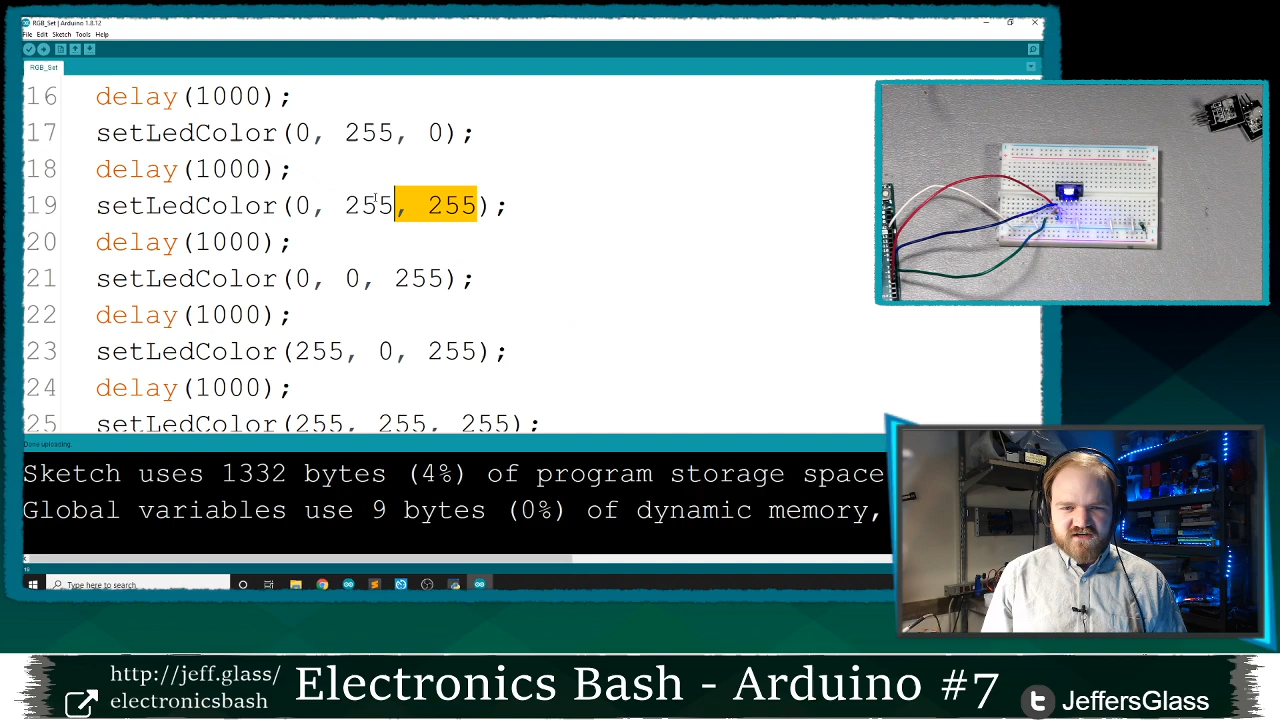 RGB_Set | Arduino 1.8.12
File Edit Sketch Tools Help
RGB_Set
16 delay(1000);
17 setLedColor(0, 255, 0);
18 delay(1000);
19 setLedColor(0, 255, 255);
20 delay(1000);
21 setLedColor(0, 0, 255);
22 delay(1000);
23 setLedColor(255, 0, 255);
24 delay(1000);
25 setLedColor(255, 255, 255);
Done uploading.
Sketch uses 1332 bytes (4%) of program storage space
Global variables use 9 bytes (0%) of dynamic memory,
19
Type here to search
http://jeff.glass/
electronicsbash
Electronics Bash - Arduino #7
JeffersGlass